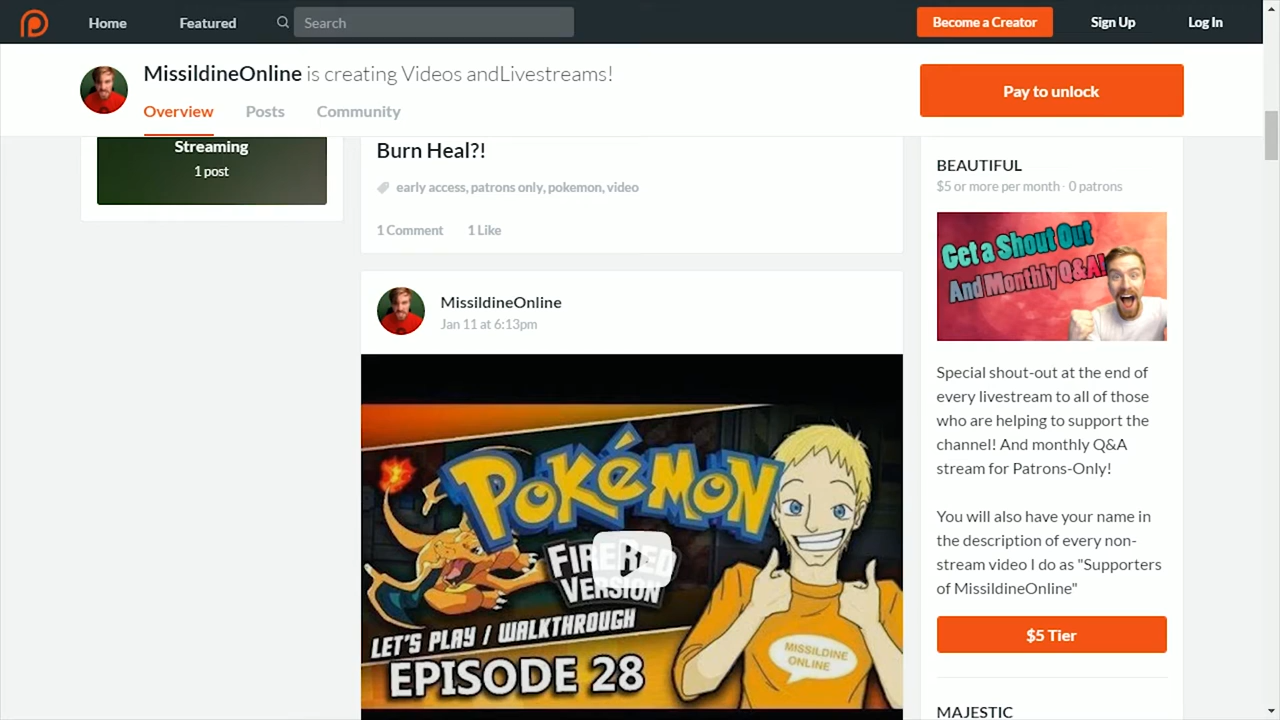 Home
Featured
Search
Become a Creator
Sign Up
Log In
MissildineOnline is creating Videos andLivestreams!
Overview
Posts
Community
Pay to unlock
Streaming
1 post
Burn Heal?!
early access, patrons only, pokemon, video
1 Comment
1 Like
MissildineOnline
Jan 11 at 6:13pm
POKéMON
FIRERED
VERSION
LET'S PLAY / WALKTHROUGH
EPISODE 28
MISSILDINE
ONLINE
BEAUTIFUL
$5 or more per month · 0 patrons
Get a Shout Out
And Monthly Q&A!
Special shout-out at the end of
every livestream to all of those
who are helping to support the
channel! And monthly Q&A
stream for Patrons-Only!
You will also have your name in
the description of every non-
stream video I do as "Supporters
of MissildineOnline"
$5 Tier
MAJESTIC